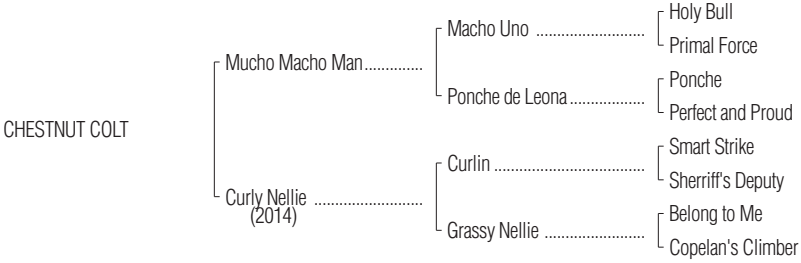 Holy Bull
Macho Uno ........................
Primal Force
Mucho Macho Man.............
Ponche
Ponche de Leona.................
Perfect and Proud
CHESTNUT COLT
Smart Strike
Curlin .................................
Sherriff's Deputy
Curly Nellie ........................
(2014)
Belong to Me
Grassy Nellie ......................
Copelan's Climber